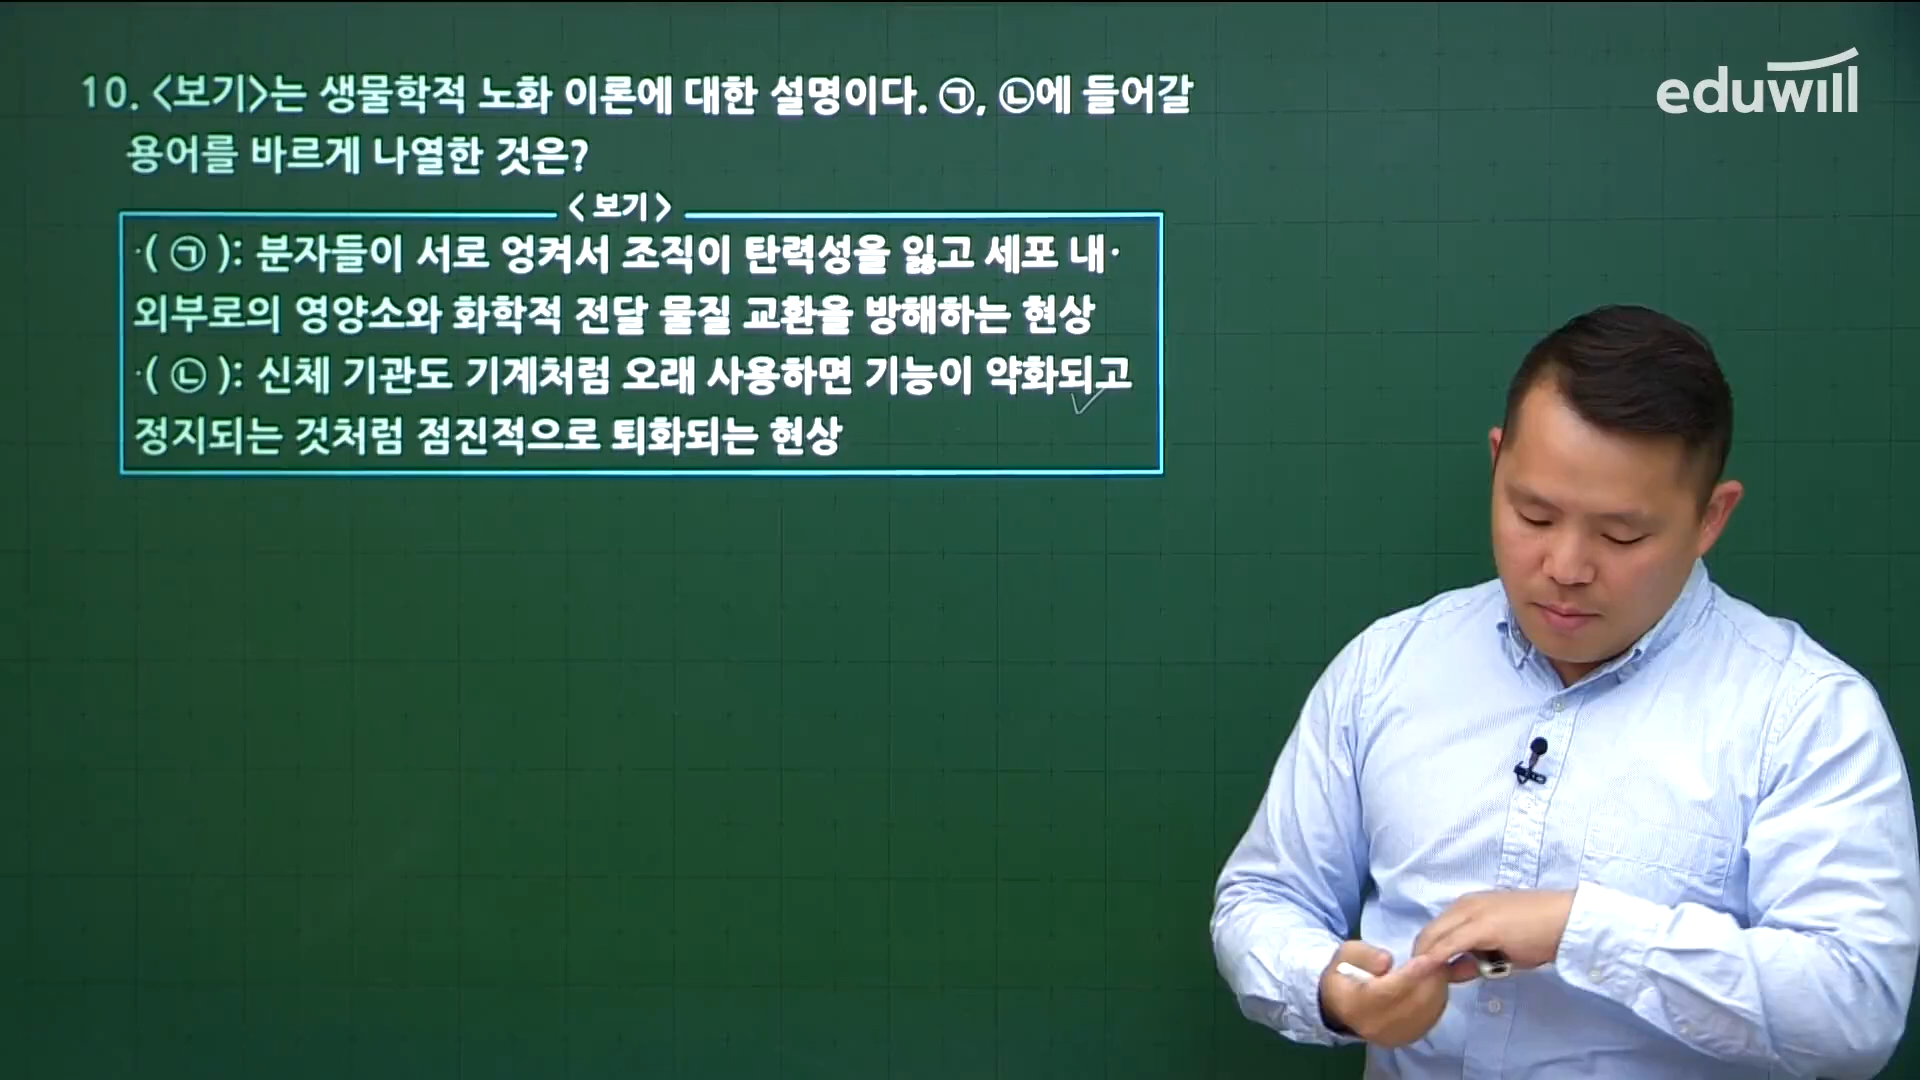 eduwill
10. <보기>는 생물학적 노화 이론에 대한 설명이다. ㉠, ㉡에 들어갈
용어를 바르게 나열한 것은?
< 보기 >
·( ㉠ ): 분자들이 서로 엉켜서 조직이 탄력성을 잃고 세포 내·
외부로의 영양소와 화학적 전달 물질 교환을 방해하는 현상
·( ㉡ ): 신체 기관도 기계처럼 오래 사용하면 기능이 약화되고
정지되는 것처럼 점진적으로 퇴화되는 현상